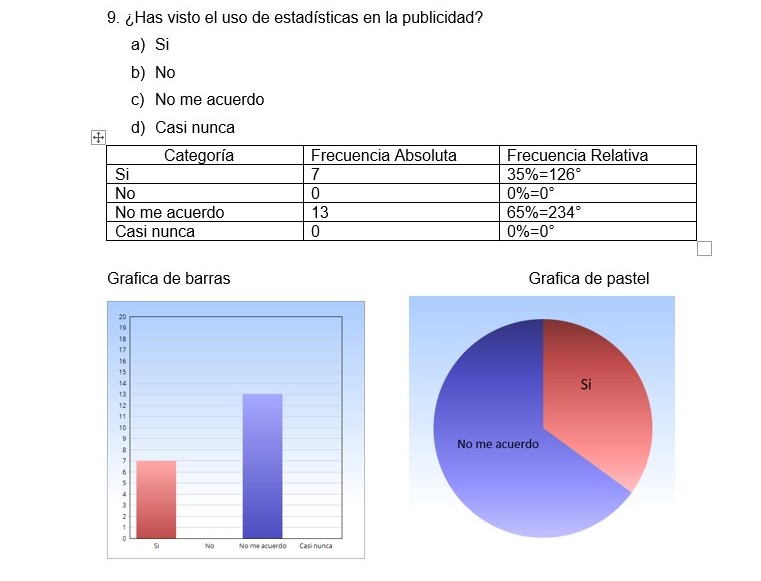 9. ¿Has visto el uso de estadísticas en la publicidad?
a) Si
b) No
c) No me acuerdo
d) Casi nunca
Categoría Frecuencia Absoluta Frecuencia Relativa
Si 7 35%=126°
No 0 0%=0°
No me acuerdo 13 65%=234°
Casi nunca 0 0%=0°
Grafica de barras Grafica de pastel
20
19
18
17
16
15
14
13
12
11
10
9
8
7
6
5
4
3
2
1
0
Si No No me acuerdo Casi nunca
Si
No me acuerdo